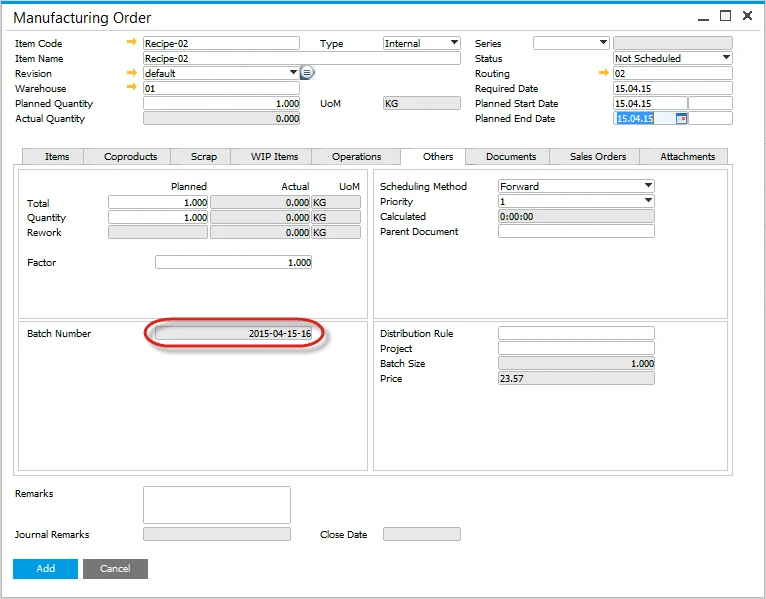 Manufacturing Order
Item Code Recipe-02 Type Internal Series
Item Name Recipe-02 Status Not Scheduled
Revision default Routing 02
Warehouse 01 Required Date 15.04.15
Planned Quantity 1.000 UoM KG Planned Start Date 15.04.15
Actual Quantity 0.000 Planned End Date 15.04.15
Items Coproducts Scrap WIP Items Operations Others Documents Sales Orders Attachments
Planned Actual UoM Scheduling Method Forward
Total 1.000 0.000 KG Priority 1
Quantity 1.000 0.000 KG Calculated 0:00:00
Rework 0.000 KG Parent Document
Factor 1.000
Batch Number 2015-04-15-16 Distribution Rule
Project
Batch Size 1.000
Price 23.57
Remarks
Journal Remarks Close Date
Add Cancel